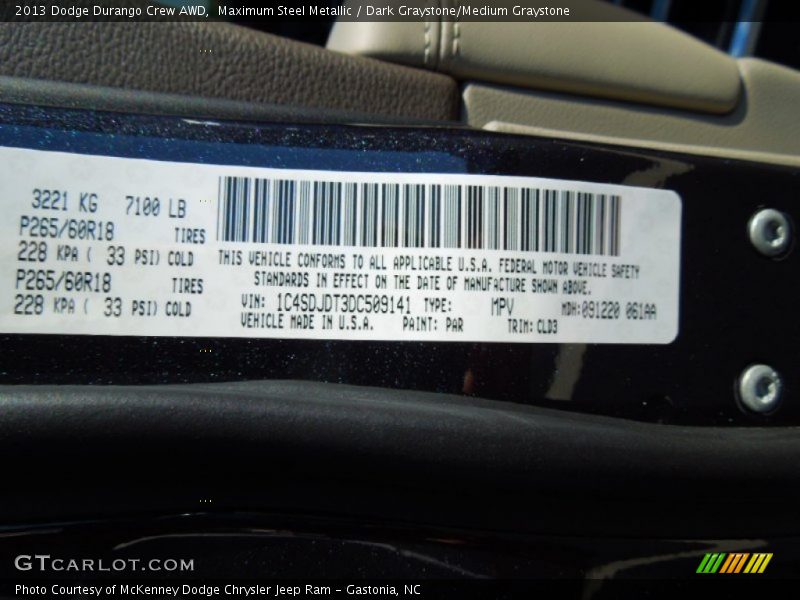 2013 Dodge Durango Crew AWD,  Maximum Steel Metallic / Dark Graystone/Medium Graystone
3221 KG 7100 LB
P265/60R18 TIRES
228 KPA ( 33 PSI) COLD
P265/60R18 TIRES
228 KPA ( 33 PSI) COLD
THIS VEHICLE CONFORMS TO ALL APPLICABLE U.S.A. FEDERAL MOTOR VEHICLE SAFETY
STANDARDS IN EFFECT ON THE DATE OF MANUFACTURE SHOWN ABOVE.
VIN: 1C4SDJDT3DC509141 TYPE: MPV MDH:091220 061AA
VEHICLE MADE IN U.S.A. PAINT: PAR TRIM: CLD3
GTCARLOT.COM
Photo Courtesy of McKenney Dodge Chrysler Jeep Ram – Gastonia, NC